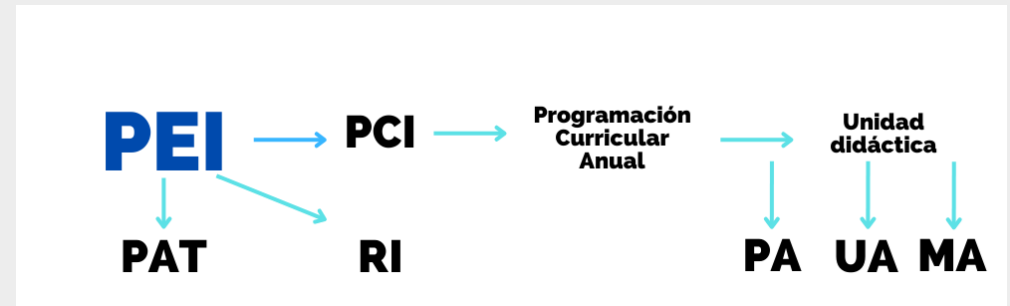 PEI
PCI
Programación
Curricular
Anual
Unidad
didáctica
PAT
RI
PA
UA
MA